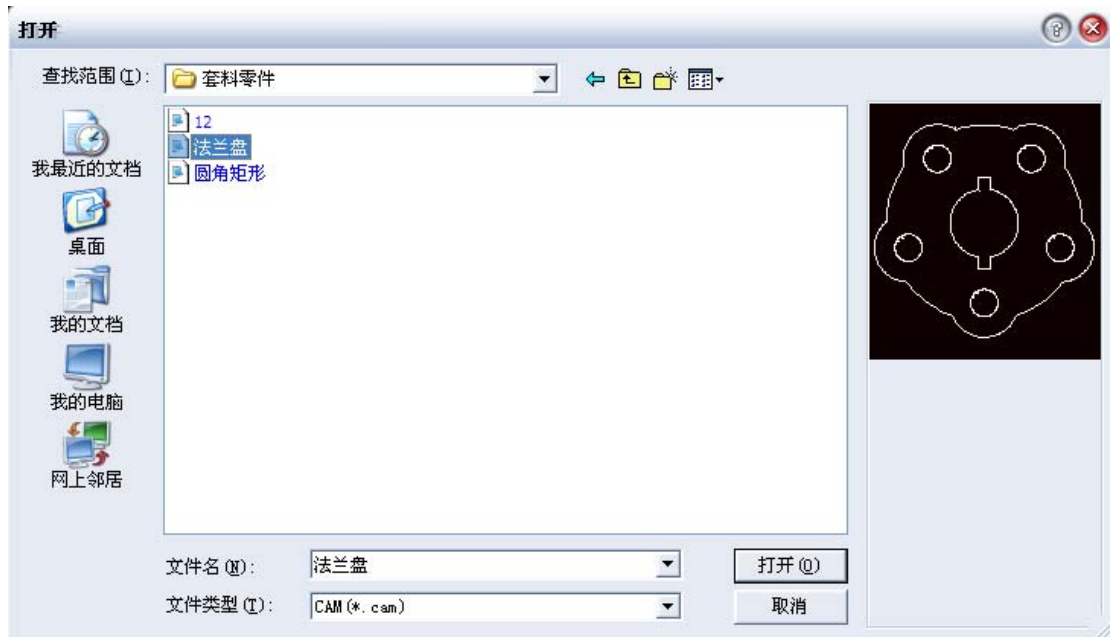 打开
查找范围(I):
套料零件
我最近的文档
桌面
我的文档
我的电脑
网上邻居
12
法兰盘
圆角矩形
文件名(N):
法兰盘
打开(O)
文件类型(T):
CAM(*.cam)
取消